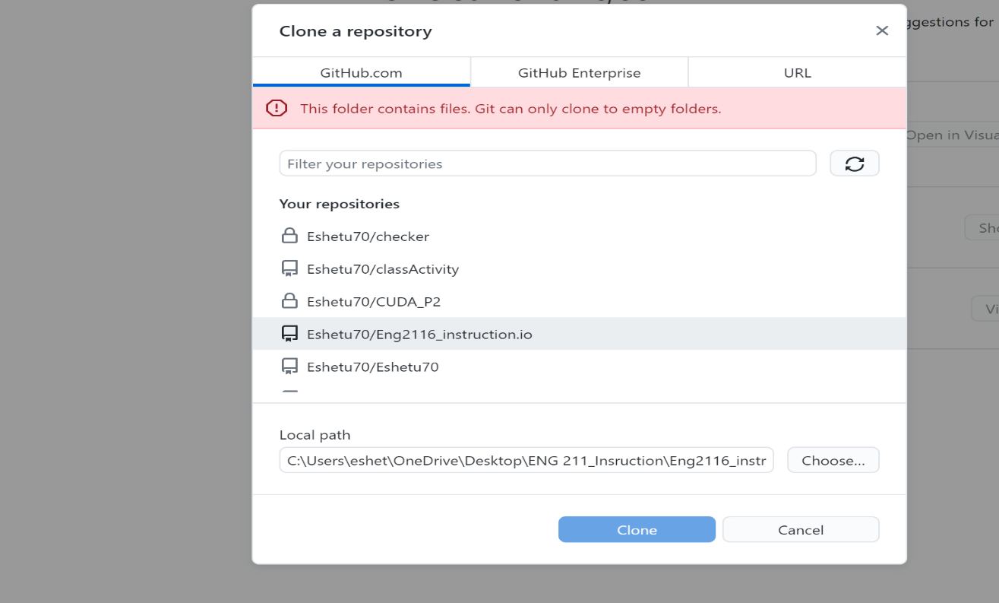 Clone a repository
ggestions for
GitHub.com GitHub Enterprise URL
This folder contains files. Git can only clone to empty folders.
Open in Visua
Filter your repositories
Your repositories
Eshetu70/checker
Sho
Eshetu70/classActivity
Eshetu70/CUDA_P2
Vi
Eshetu70/Eng2116_instruction.io
Eshetu70/Eshetu70
Local path
C:\Users\eshet\OneDrive\Desktop\ENG 211_Insruction\Eng2116_instr Choose...
Clone Cancel